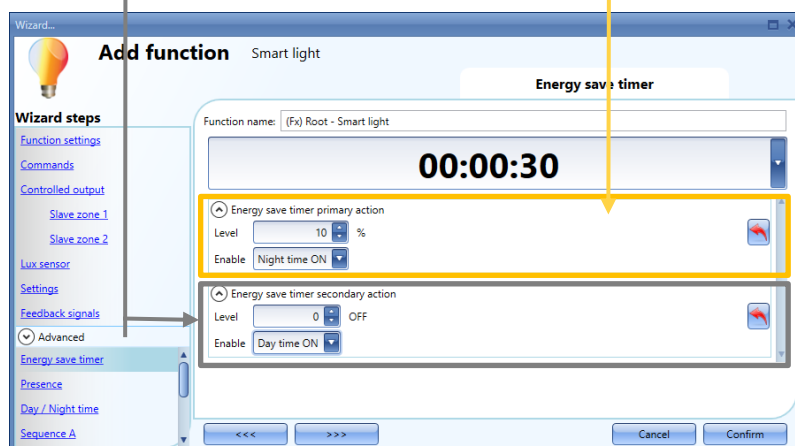 Wizard...
Add function Smart light
Energy save timer
Wizard steps
Function settings
Commands
Controlled output
Slave zone 1
Slave zone 2
Lux sensor
Settings
Feedback signals
Advanced
Energy save timer
Presence
Day / Night time
Sequence A
Function name: (Fx) Root - Smart light
00:00:30
Energy save timer primary action
Level 10 %
Enable Night time ON
Energy save timer secondary action
Level 0 OFF
Enable Day time ON
<<< >>> Cancel Confirm